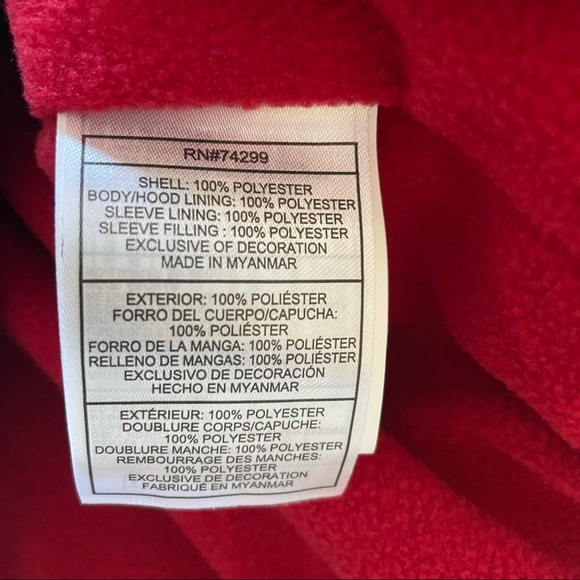 RN#74299
SHELL: 100% POLYESTER
BODY/HOOD LINING: 100% POLYESTER
SLEEVE LINING: 100% POLYESTER
SLEEVE FILLING : 100% POLYESTER
EXCLUSIVE OF DECORATION
MADE IN MYANMAR
EXTERIOR: 100% POLIÉSTER
FORRO DEL CUERPO/CAPUCHA:
100% POLIÉSTER
FORRO DE LA MANGA: 100% POLIÉSTER
RELLENO DE MANGAS: 100% POLIÉSTER
EXCLUSIVO DE DECORACIÓN
HECHO EN MYANMAR
EXTÉRIEUR: 100% POLYESTER
DOUBLURE CORPS/CAPUCHE:
100% POLYESTER
DOUBLURE MANCHE: 100% POLYESTER
REMBOURRAGE DES MANCHES:
100% POLYESTER
EXCLUSIVE DE DECORATION
FABRIQUÉ EN MYANMAR